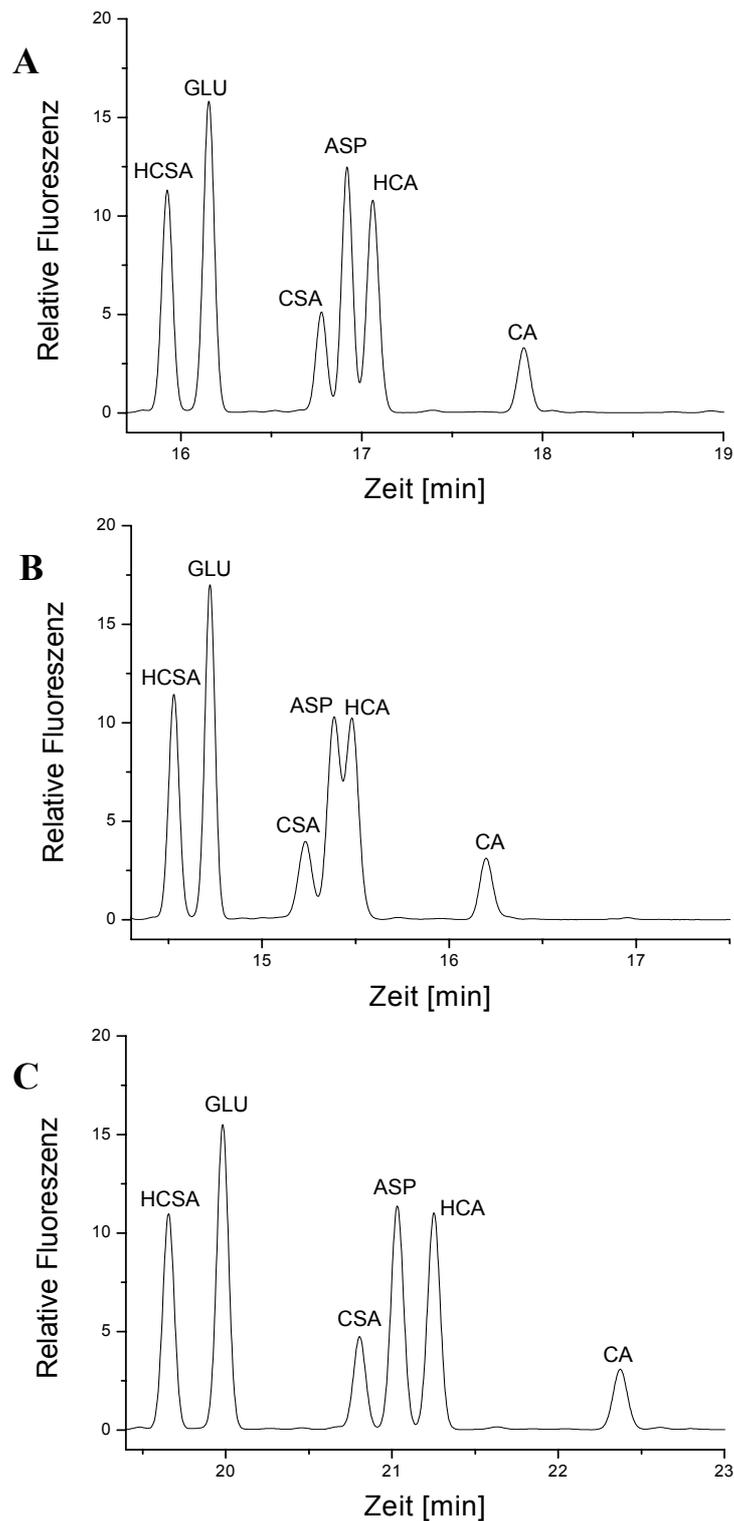 A
Relative Fluoreszenz
20
15
10
5
0
HCSA
GLU
CSA
ASP
HCA
CA
16
17
18
19
Zeit [min]
B
Relative Fluoreszenz
20
15
10
5
0
HCSA
GLU
CSA
ASP
HCA
CA
15
16
17
Zeit [min]
C
Relative Fluoreszenz
20
15
10
5
0
HCSA
GLU
CSA
ASP
HCA
CA
20
21
22
23
Zeit [min]